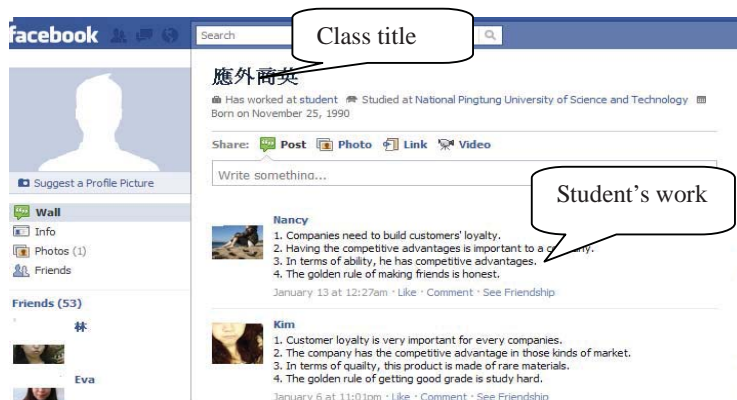 facebook
Search
Class title
應外商英
Has worked at student Studied at National Pingtung University of Science and Technology
Born on November 25, 1990
Share: Post Photo Link Video
Write something...
Suggest a Profile Picture
Student's work
Wall
Info
Photos (1)
Friends
Friends (53)
林
Eva
Nancy
1. Companies need to build customers' loyalty.
2. Having the competitive advantages is important to a
3. In terms of ability, he has competitive advantages.
4. The golden rule of making friends is honest.
January 13 at 12:27am · Like · Comment · See Friendship
Kim
1. Customer loyalty is very important for every companies.
2. The company has the competitive advantage in those kinds of market.
3. In terms of quailty, this product is made of rare materials.
4. The golden rule of getting good grade is study hard.
January 6 at 11:01pm · Like · Comment · See Friendship